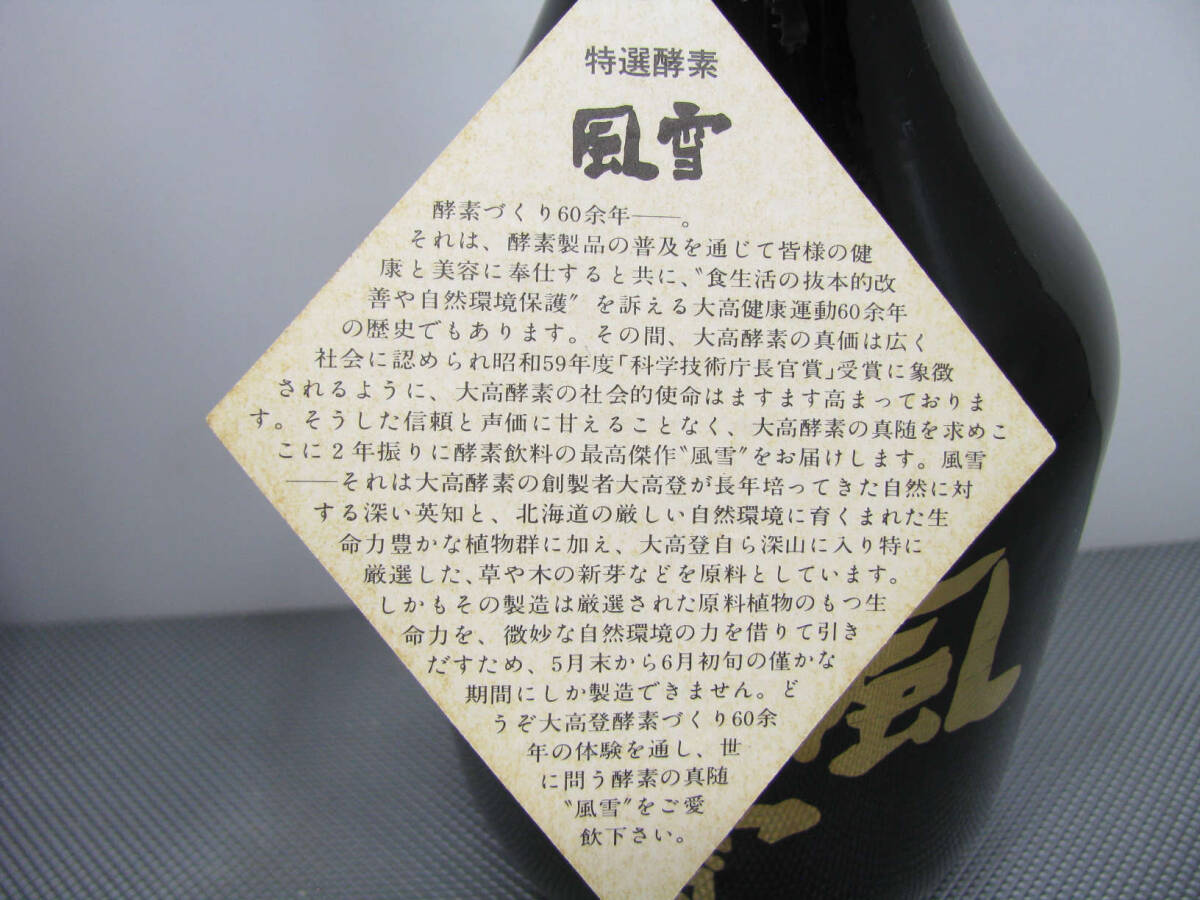 特選酵素
風雪
酵素づくり60余年──。
それは、酵素製品の普及を通じて皆様の健
康と美容に奉仕すると共に、〝食生活の抜本的改
善や自然環境保護〟を訴える大高健康運動60余年
の歴史でもあります。その間、大高酵素の真価は広く
社会に認められ昭和59年度「科学技術庁長官賞」受賞に象徴
されるように、大高酵素の社会的使命はますます高まっておりま
す。そうした信頼と声価に甘えることなく、大高酵素の真随を求めこ
こに2年振りに酵素飲料の最高傑作〝風雪〟をお届けします。風雪
──それは大高酵素の創製者大高登が長年培ってきた自然に対
する深い英知と、北海道の厳しい自然環境に育くまれた生
命力豊かな植物群に加え、大高登自ら深山に入り特に
厳選した、草や木の新芽などを原料としています。
しかもその製造は厳選された原料植物のもつ生
命力を、微妙な自然環境の力を借りて引き
だすため、5月末から6月初旬の僅かな
期間にしか製造できません。ど
うぞ大高登酵素づくり60余
年の体験を通し、世
に問う酵素の真随
〝風雪〟をご愛
飲下さい。
風